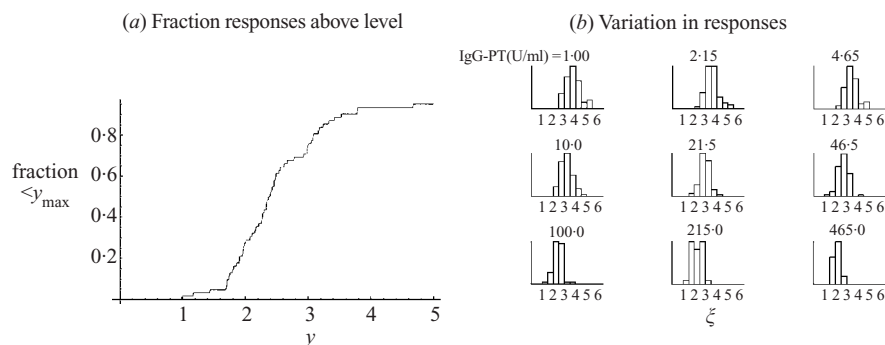 (a) Fraction responses above level
0·8
0·6
0·4
0·2
fraction
<y_max
1 2 3 4 5
y
(b) Variation in responses
IgG-PT(U/ml) = 1·00 2·15 4·65
1 2 3 4 5 6 1 2 3 4 5 6 1 2 3 4 5 6
10·0 21·5 46·5
1 2 3 4 5 6 1 2 3 4 5 6 1 2 3 4 5 6
100·0 215·0 465·0
1 2 3 4 5 6 1 2 3 4 5 6 1 2 3 4 5 6
ξ